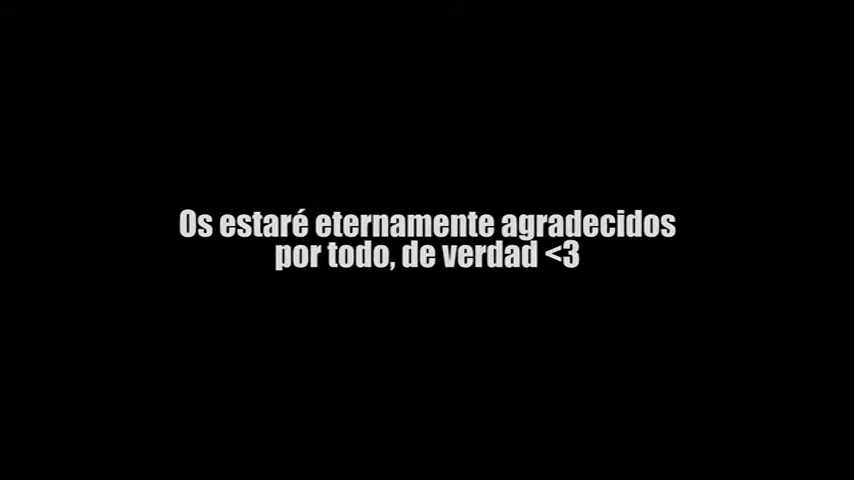 Os estaré eternamente agradecidos
por todo, de verdad <3